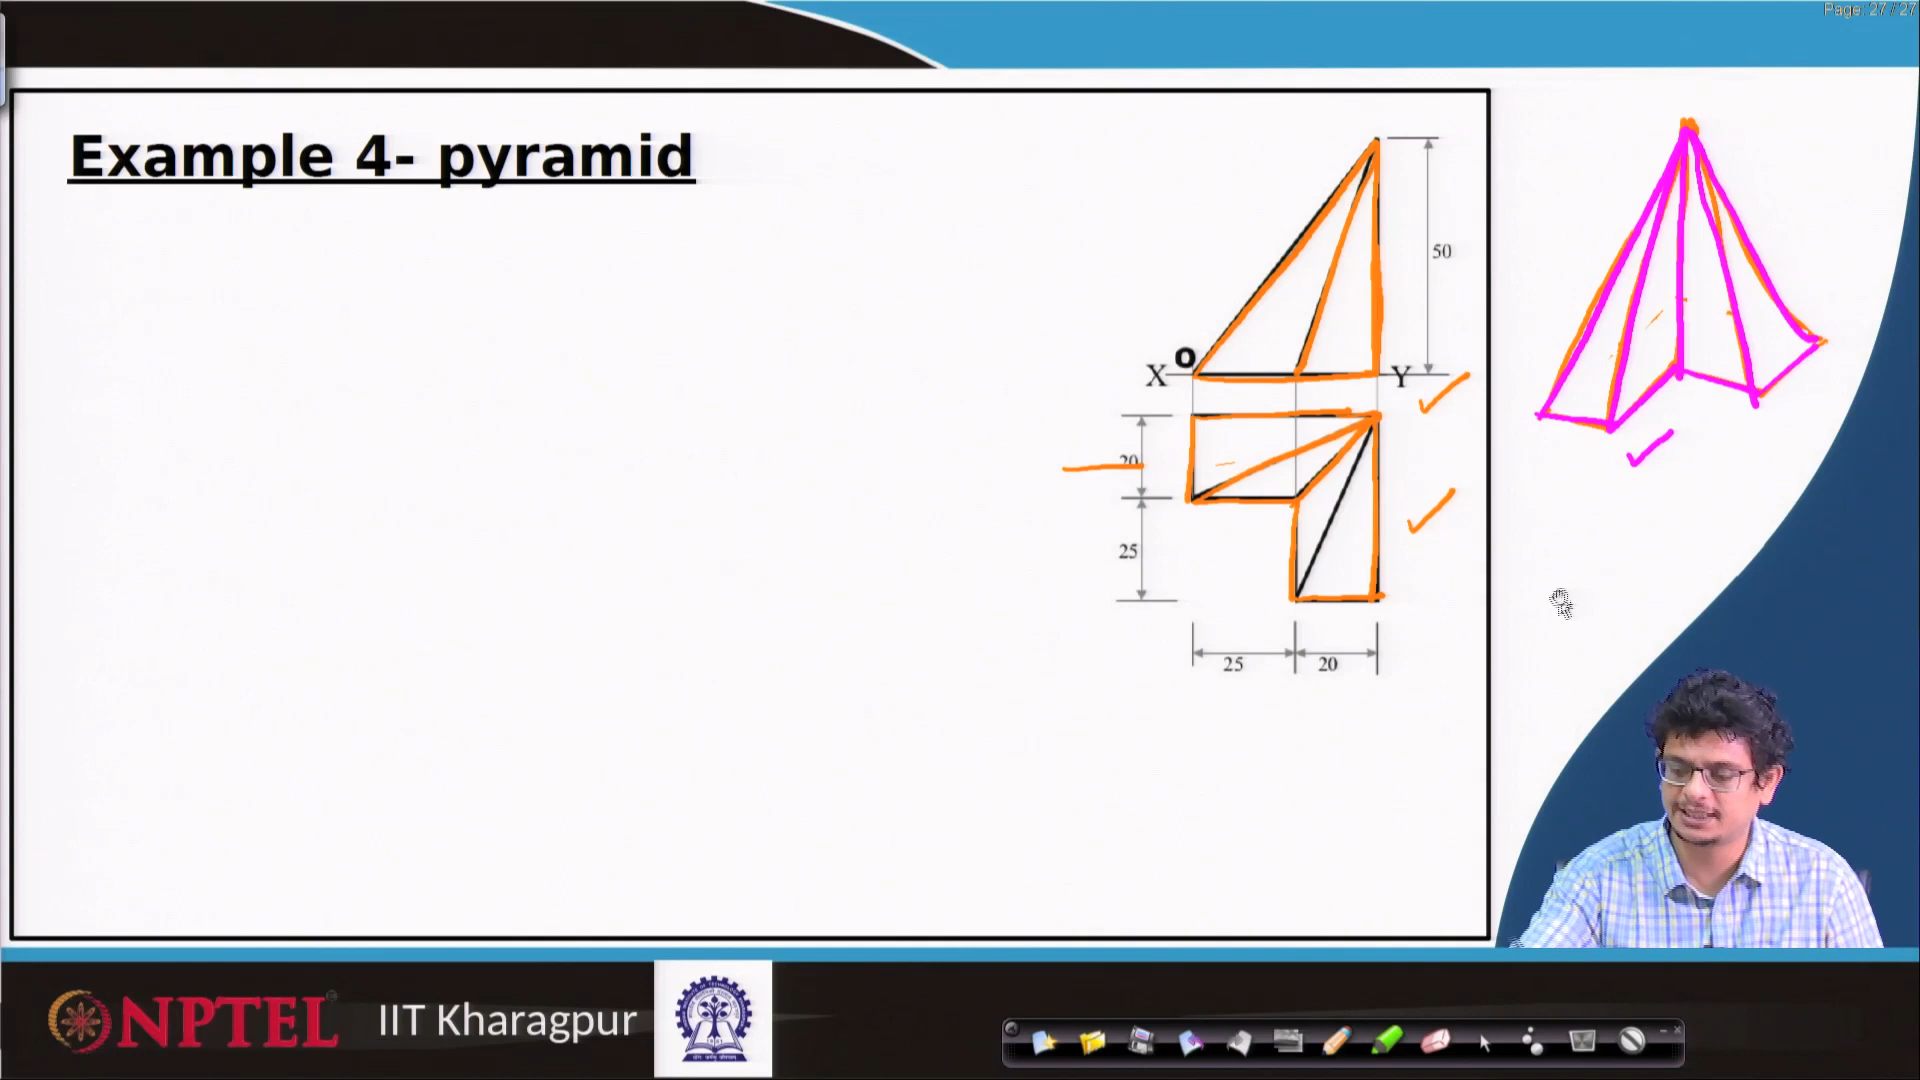 Page: 27 / 27
Example 4- pyramid
50
O
X
Y
20
25
25
20
NPTEL
IIT Kharagpur